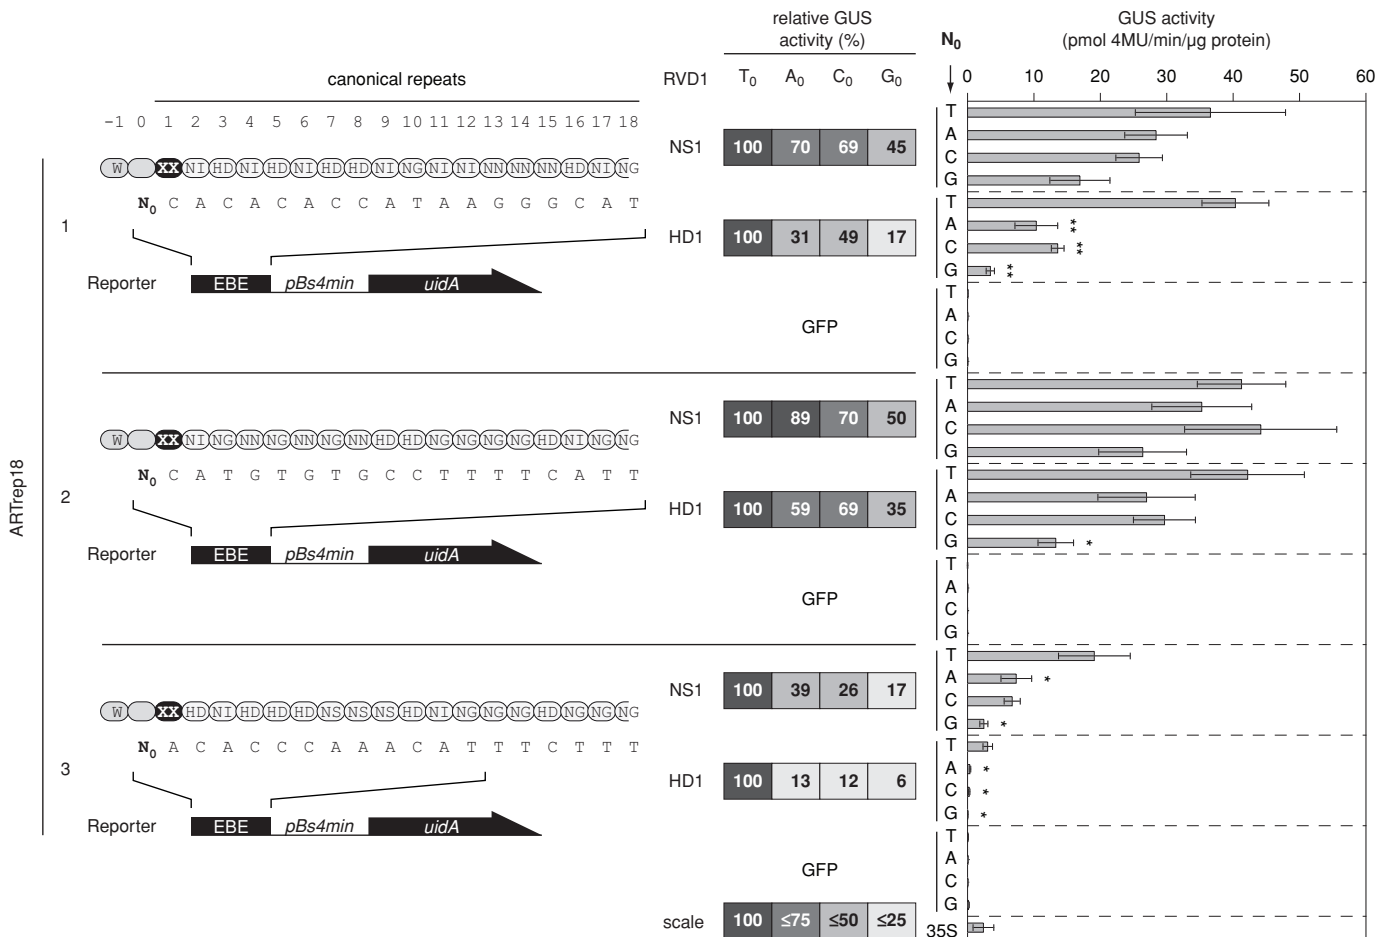 relative GUS activity (%)
GUS activity
(pmol 4MU/min/µg protein)
N0
canonical repeats
RVD1 T0 A0 C0 G0
0 10 20 30 40 50 60
−1 0 1 2 3 4 5 6 7 8 9 10 11 12 13 14 15 16 17 18
ARTrep18
1
W XX NI HD NI HD NI HD HD NI NG NI NI NN NN NN HD NI NG
N0 C A C A C A C C A T A A G G G C A T
Reporter EBE pBs4min uidA
NS1 100 70 69 45
T
A
C
G
HD1 100 31 49 17
T
A **
C **
G **
GFP
T
A
C
G
2
W XX NI NG NN NG NN NG NN HD HD NG NG NG NG HD NI NG NG
N0 C A T G T G T G C C T T T T C A T T
Reporter EBE pBs4min uidA
NS1 100 89 70 50
T
A
C
G
HD1 100 59 69 35
T
A
C
G *
GFP
T
A
C
G
3
W XX HD NI HD HD HD NS NS NS HD NI NG NG NG HD NG NG NG
N0 A C A C C C A A A C A T T T C T T T
Reporter EBE pBs4min uidA
NS1 100 39 26 17
T
A *
C
G *
HD1 100 13 12 6
T
A *
C *
G *
GFP
T
A
C
G
scale 100 ≤75 ≤50 ≤25
35S